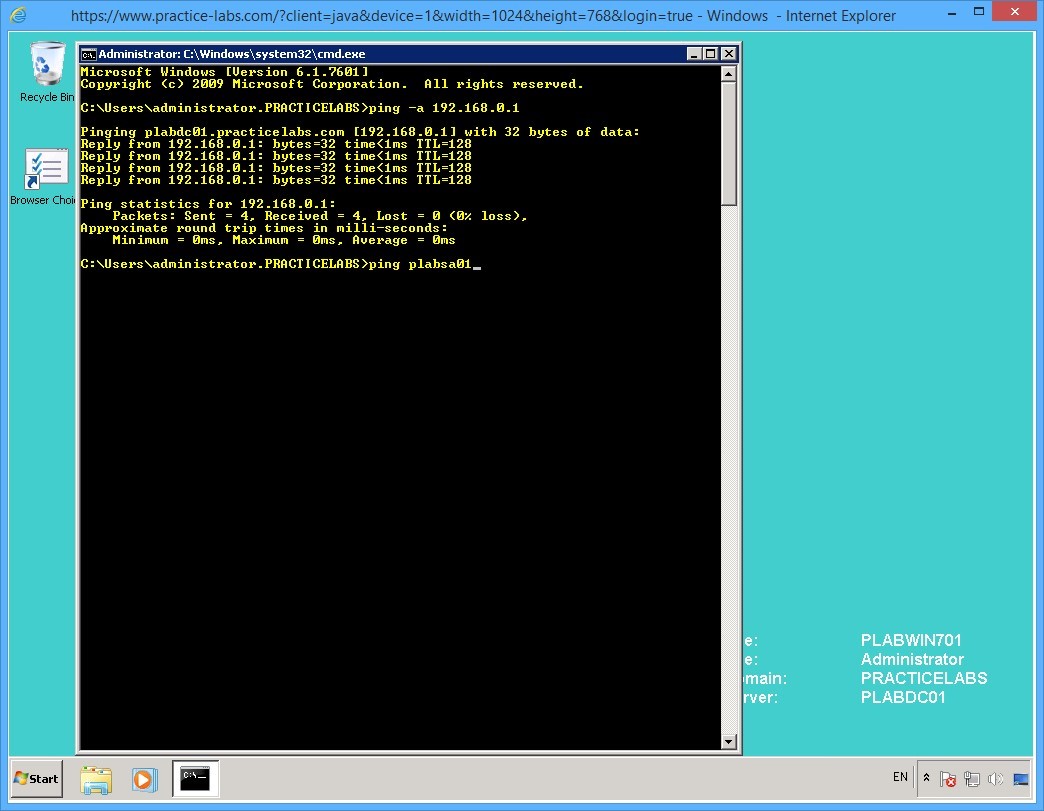 https://www.practice-labs.com/?client=java&device=1&width=1024&height=768&login=true - Windows - Internet Explorer
Recycle Bin
Browser Choi
Administrator: C:\Windows\system32\cmd.exe
Microsoft Windows [Version 6.1.7601]
Copyright (c) 2009 Microsoft Corporation. All rights reserved.
C:\Users\administrator.PRACTICELABS>ping -a 192.168.0.1
Pinging plabdc01.practicelabs.com [192.168.0.1] with 32 bytes of data:
Reply from 192.168.0.1: bytes=32 time<1ms TTL=128
Reply from 192.168.0.1: bytes=32 time<1ms TTL=128
Reply from 192.168.0.1: bytes=32 time<1ms TTL=128
Reply from 192.168.0.1: bytes=32 time<1ms TTL=128
Ping statistics for 192.168.0.1:
Packets: Sent = 4, Received = 4, Lost = 0 (0% loss),
Approximate round trip times in milli-seconds:
Minimum = 0ms, Maximum = 0ms, Average = 0ms
C:\Users\administrator.PRACTICELABS>ping plabsa01_
e: PLABWIN701
e: Administrator
main: PRACTICELABS
rver: PLABDC01
Start
C:\_
EN